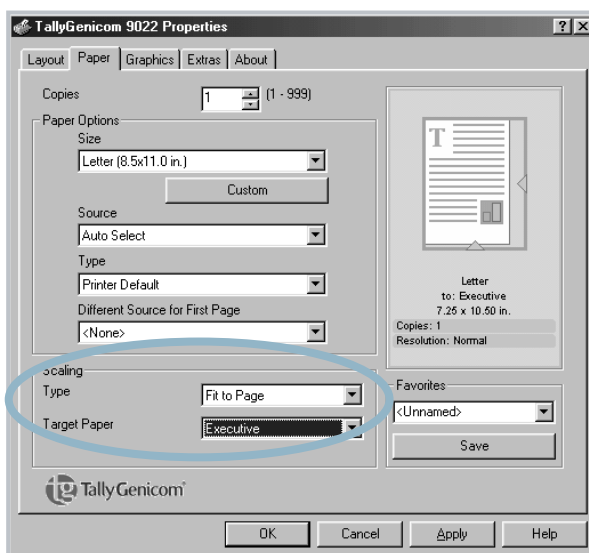 TallyGenicom 9022 Properties
Layout Paper Graphics Extras About
Copies 1 (1 - 999)
Paper Options
Size
Letter (8.5x11.0 in.)
Custom
Source
Auto Select
Type
Printer Default
Different Source for First Page
<None>
T
Letter
to: Executive
7.25 x 10.50 in.
Copies: 1
Resolution: Normal
Scaling
Type Fit to Page
Target Paper Executive
Favorites
<Unnamed>
Save
tg TallyGenicom
OK Cancel Apply Help